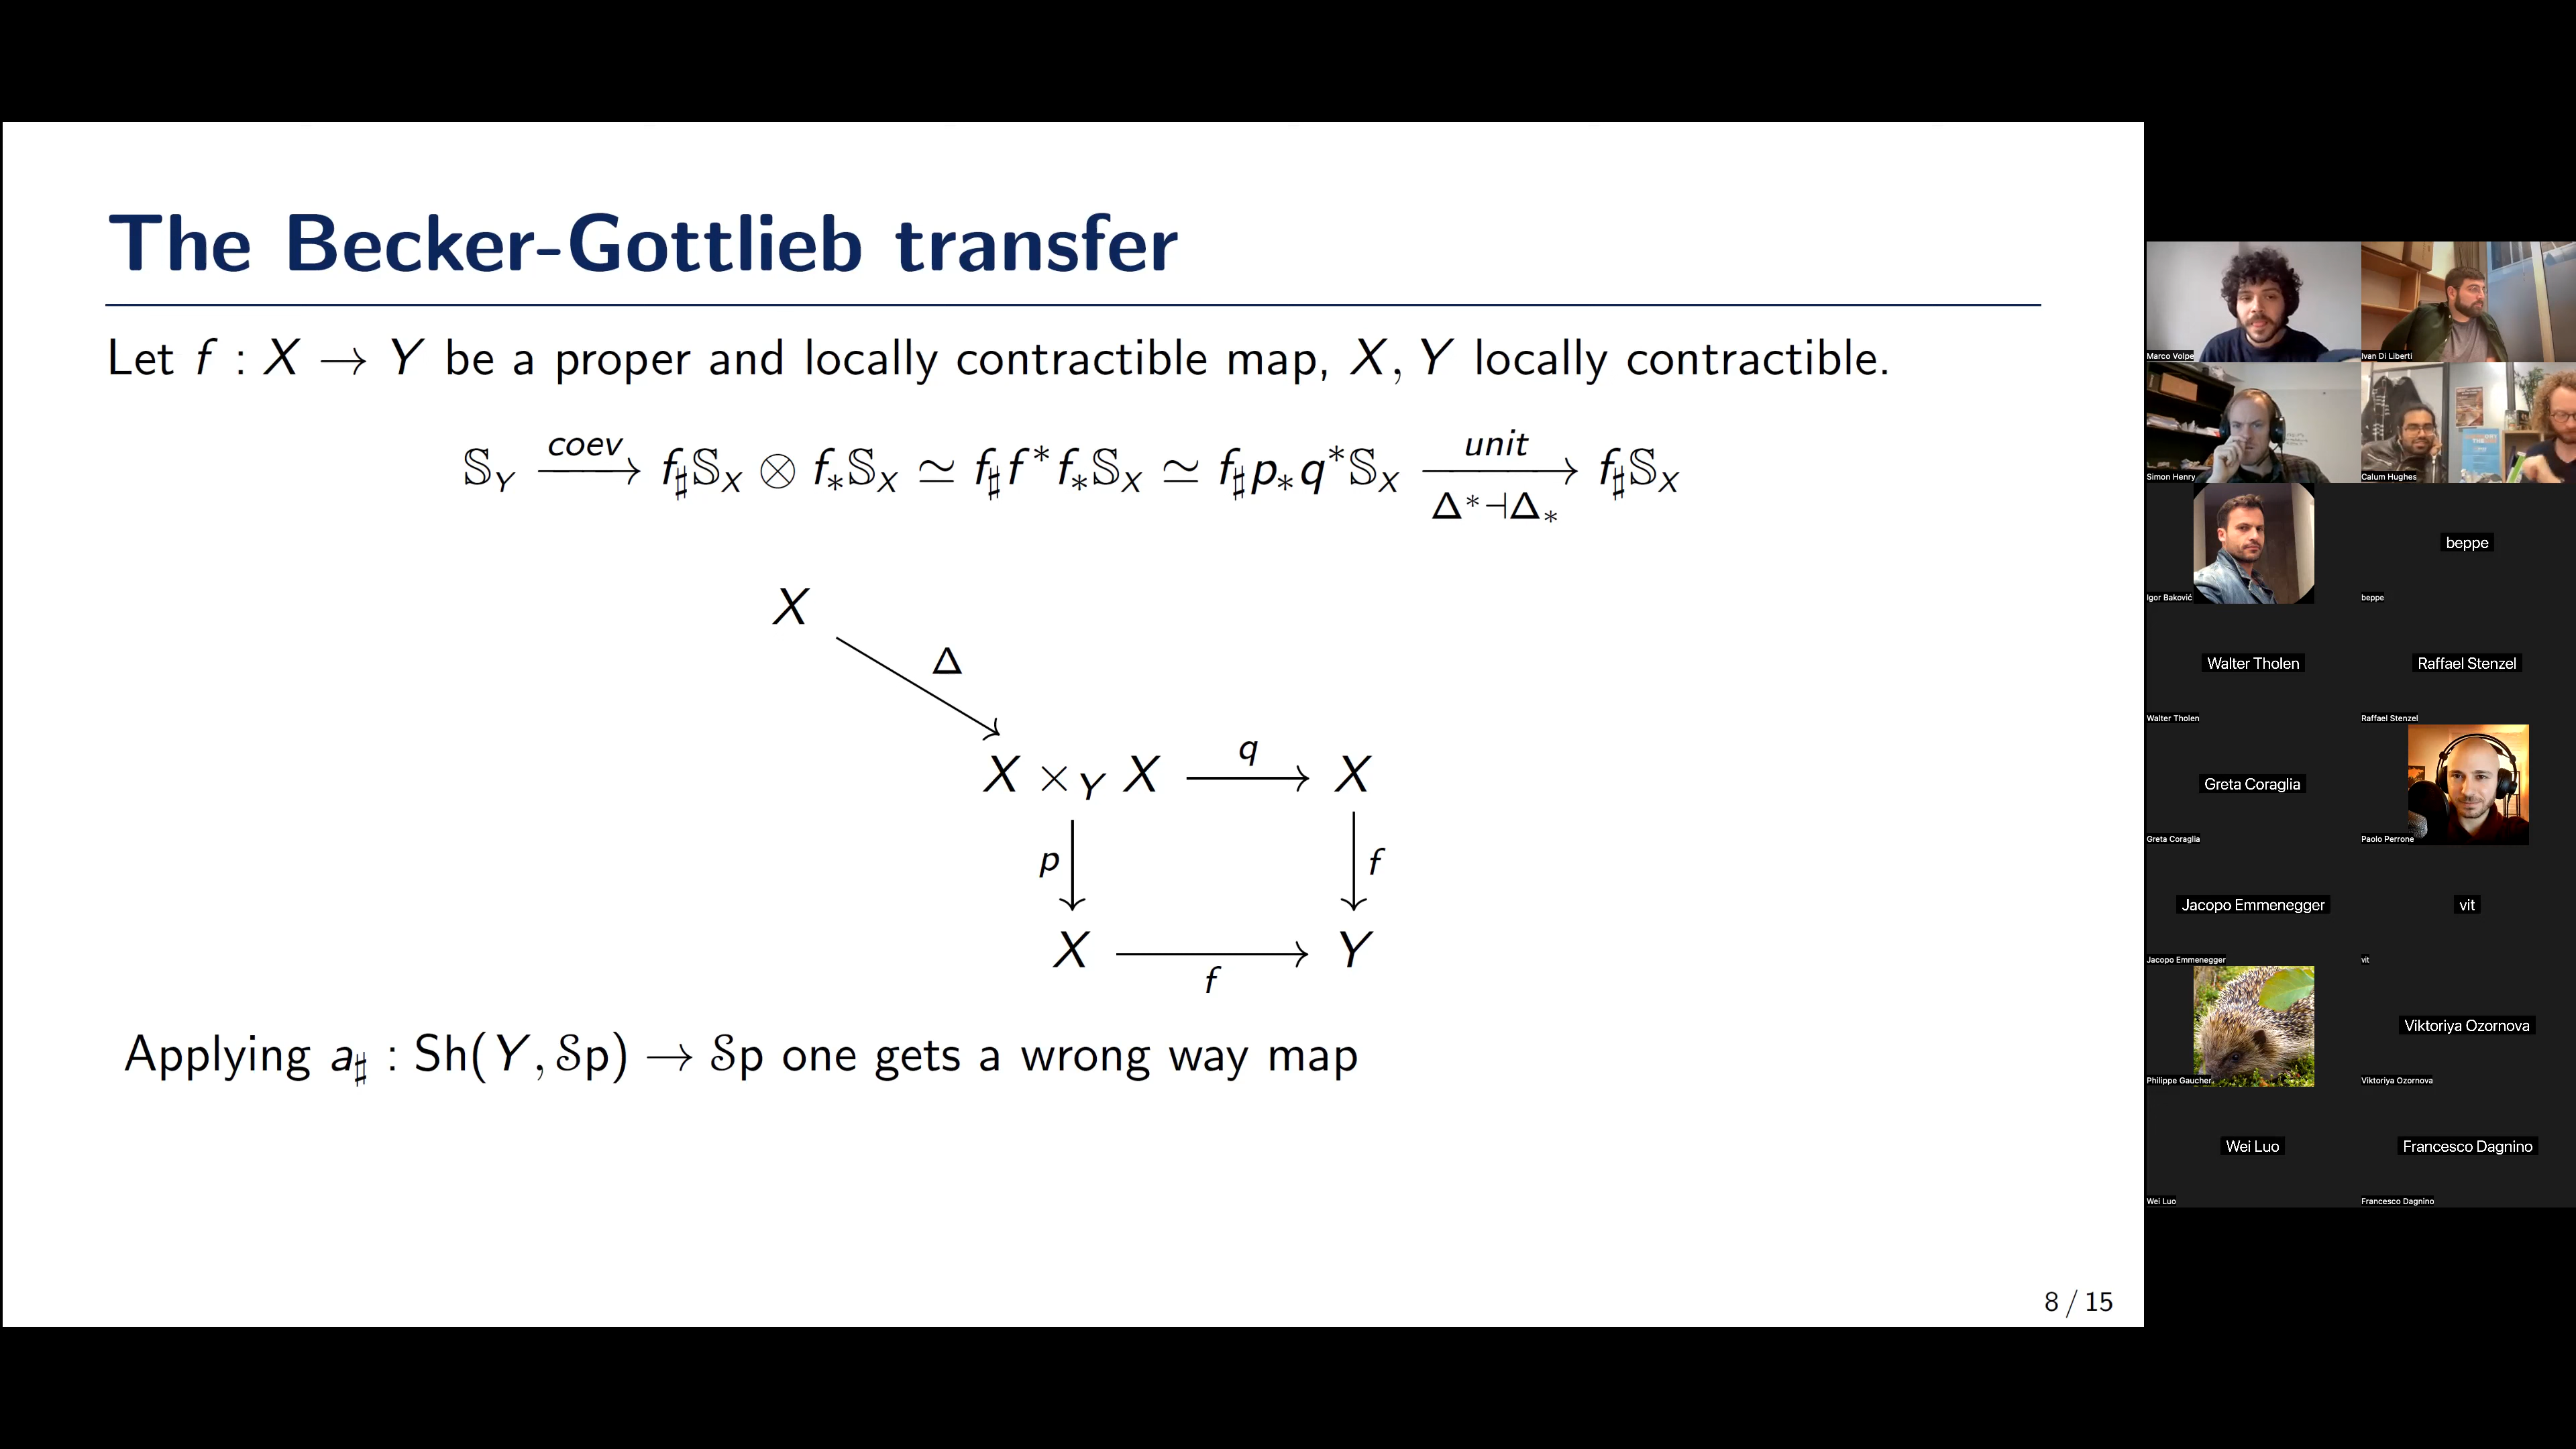 The Becker-Gottlieb transfer
Let f : X → Y be a proper and locally contractible map, X, Y locally contractible.
𝕊_Y —coev→ f_♯𝕊_X ⊗ f_*𝕊_X ≃ f_♯f^*f_*𝕊_X ≃ f_♯p_*q^*𝕊_X —unit, Δ^*⊣Δ_*→ f_♯𝕊_X
X
Δ
X ×_Y X —q→ X
p f
X —f→ Y
Applying a_♯ : Sh(Y, 𝒮p) → 𝒮p one gets a wrong way map
8 / 15
Marco Volpe
Ivan Di Liberti
Simon Henry
Calum Hughes
Igor Baković
beppe
beppe
Walter Tholen
Walter Tholen
Raffael Stenzel
Raffael Stenzel
Greta Coraglia
Greta Coraglia
Paolo Perrone
Jacopo Emmenegger
Jacopo Emmenegger
vit
vit
Philippe Gaucher
Viktoriya Ozornova
Viktoriya Ozornova
Wei Luo
Wei Luo
Francesco Dagnino
Francesco Dagnino